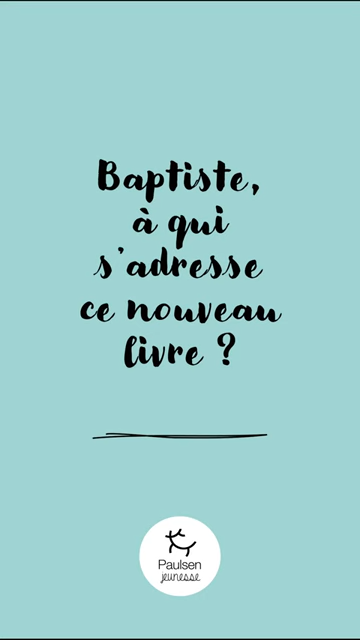 Baptiste,
à qui
s'adresse
ce nouveau
livre ?
Paulsen
jeunesse